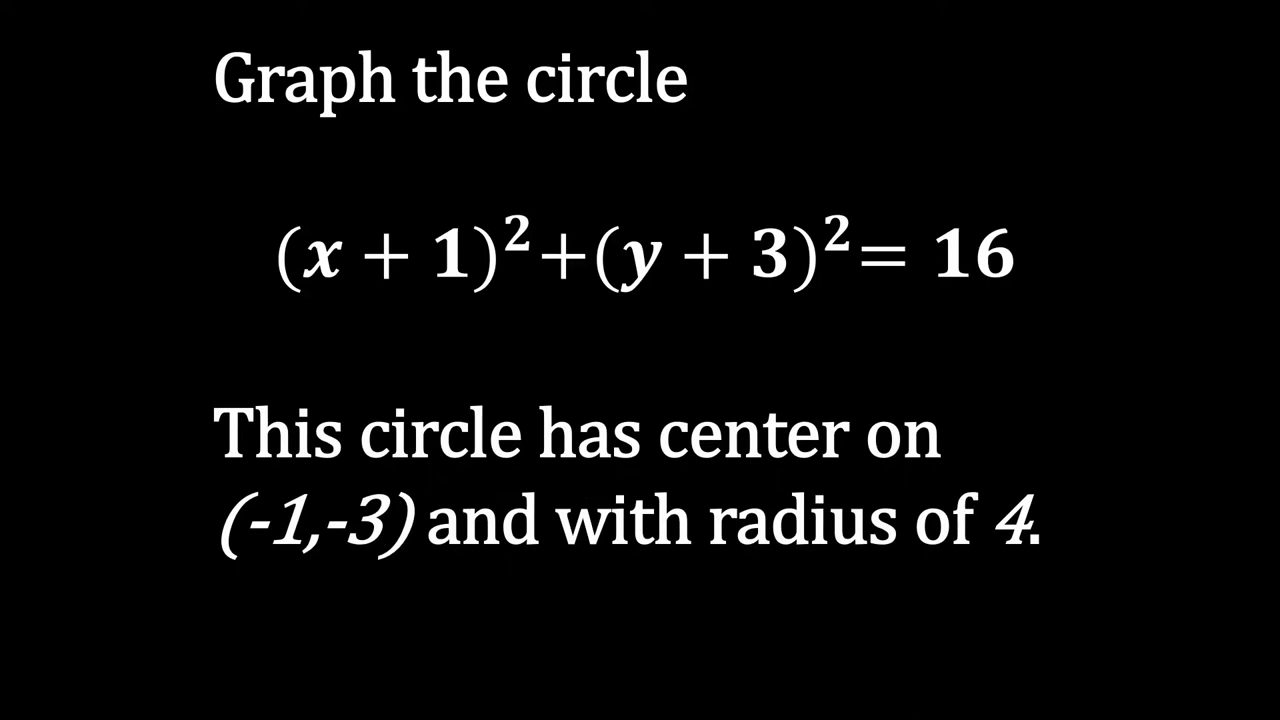 Graph the circle
(x + 1)²+(y + 3)²= 16
This circle has center on
(-1,-3) and with radius of 4.